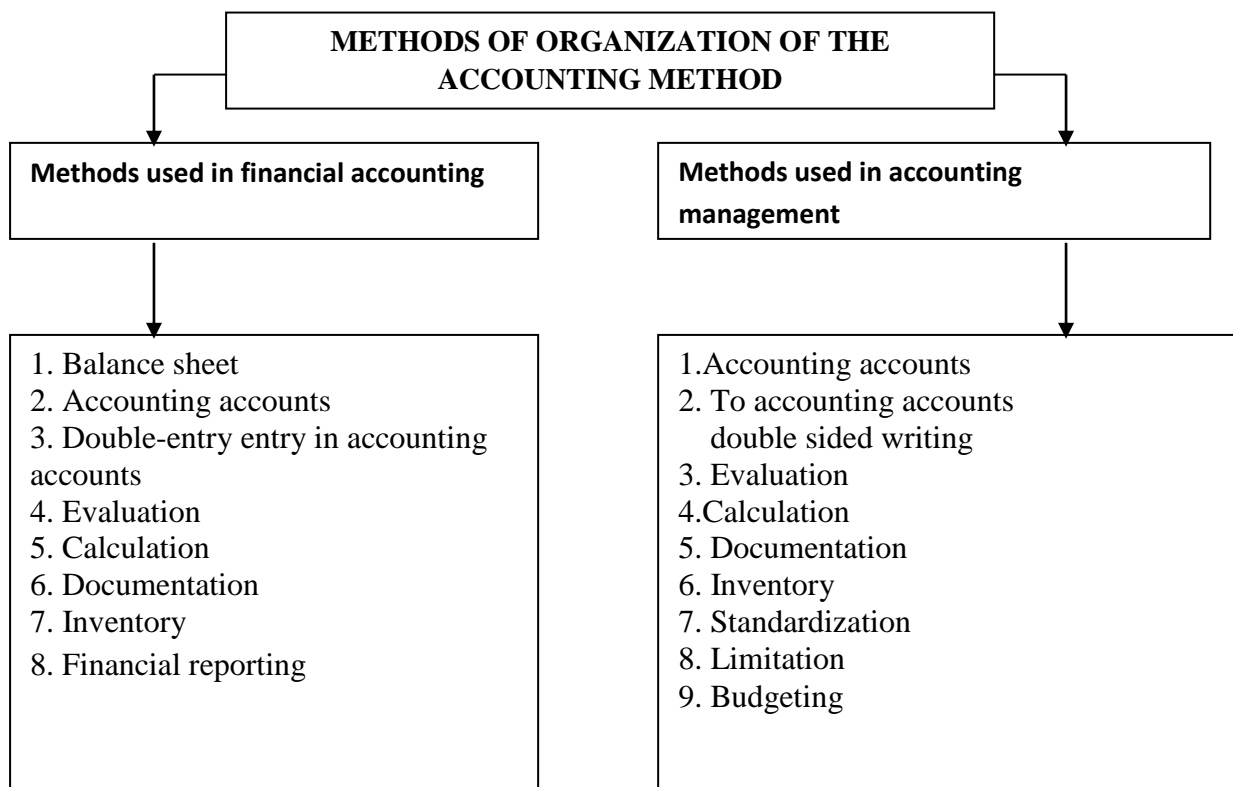 METHODS OF ORGANIZATION OF THE
ACCOUNTING METHOD
Methods used in financial accounting
Methods used in accounting
management
1. Balance sheet
2. Accounting accounts
3. Double-entry entry in accounting
accounts
4. Evaluation
5. Calculation
6. Documentation
7. Inventory
8. Financial reporting
1.Accounting accounts
2. To accounting accounts
double sided writing
3. Evaluation
4.Calculation
5. Documentation
6. Inventory
7. Standardization
8. Limitation
9. Budgeting